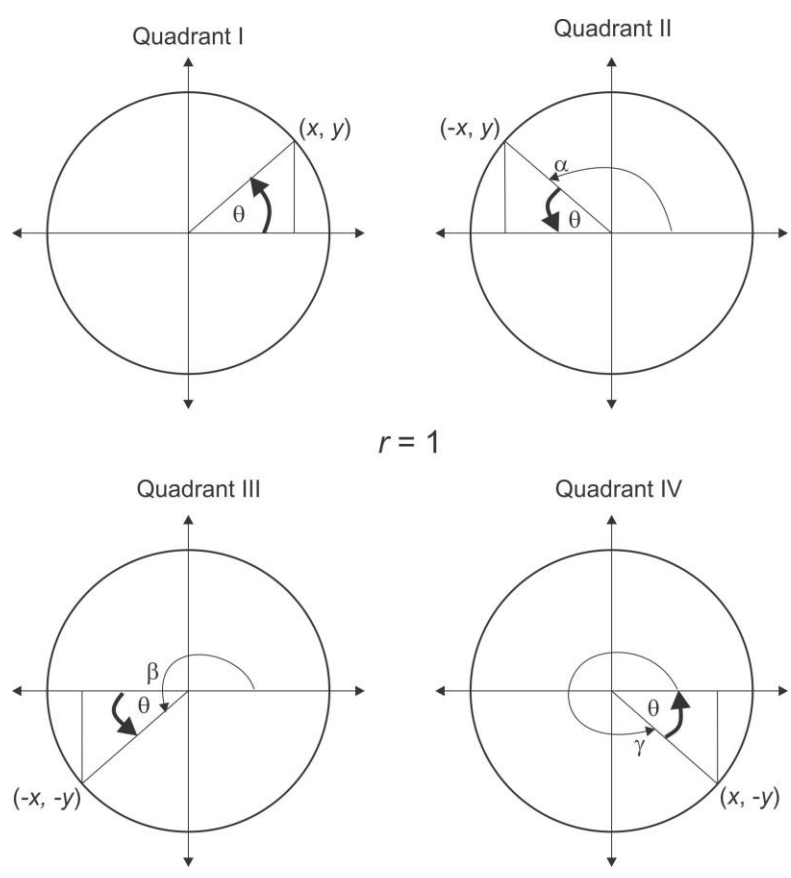 Quadrant I
Quadrant II
(x, y)
(-x, y)
α
θ
θ
r = 1
Quadrant III
Quadrant IV
β
θ
θ
γ
(-x, -y)
(x, -y)